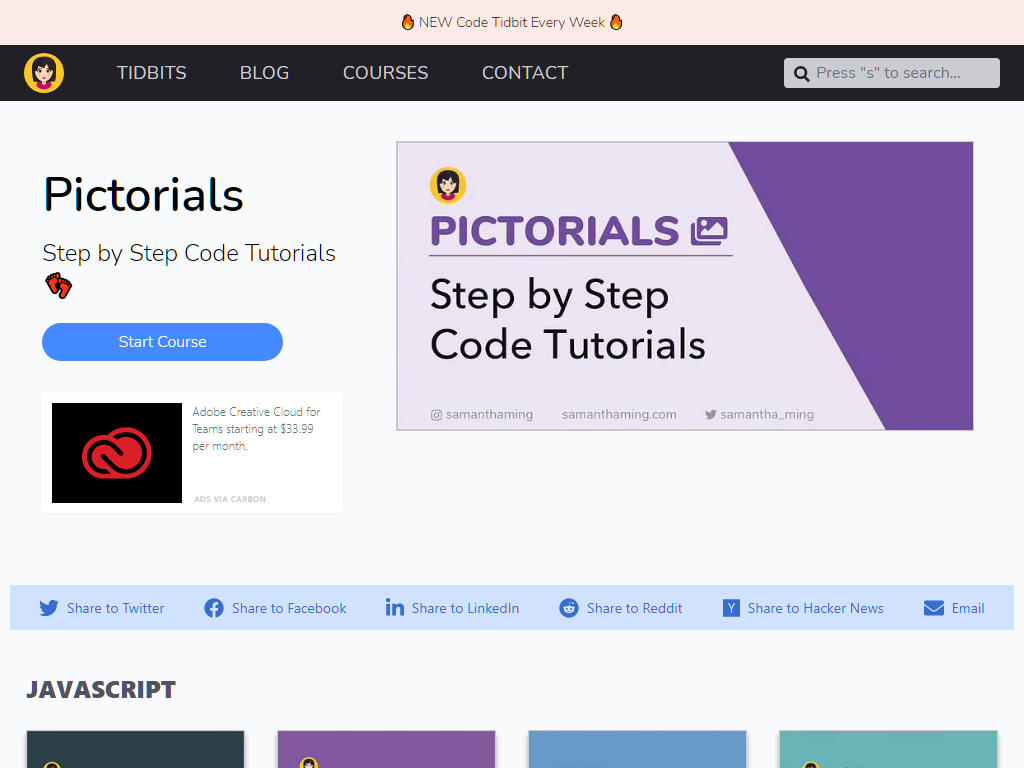 🔥 NEW Code Tidbit Every Week 🔥
TIDBITS BLOG COURSES CONTACT
Press "s" to search...
Pictorials
Step by Step Code Tutorials
👣
Start Course
Adobe Creative Cloud for
Teams starting at $33.99
per month.
ADS VIA CARBON
PICTORIALS
Step by Step
Code Tutorials
samanthaming samanthaming.com samantha_ming
Share to Twitter Share to Facebook Share to LinkedIn Share to Reddit Share to Hacker News Email
JAVASCRIPT